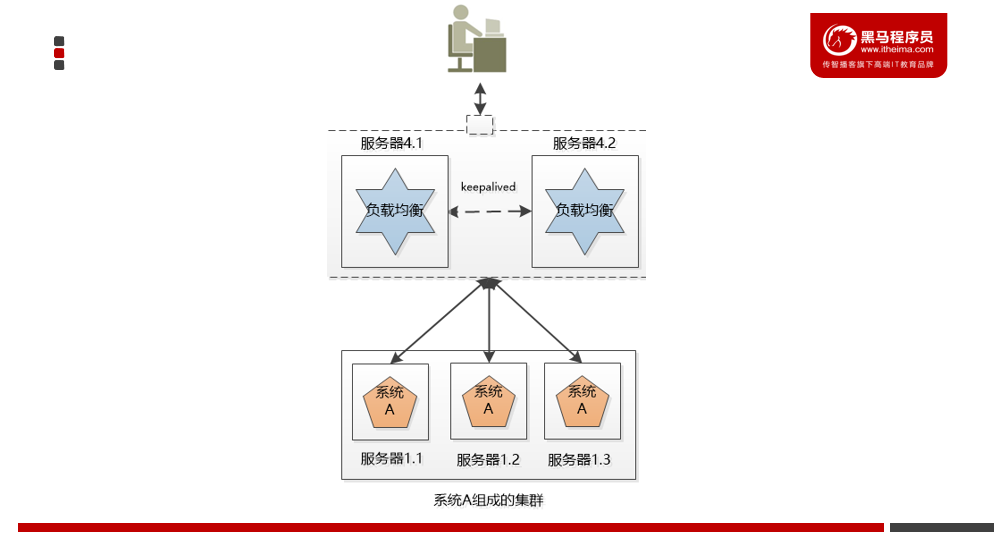 黑马程序员
www.itheima.com
传智播客旗下高端IT教育品牌
服务器4.1
服务器4.2
keepalived
负载均衡
负载均衡
系统
A
系统
A
系统
A
服务器1.1
服务器1.2
服务器1.3
系统A组成的集群